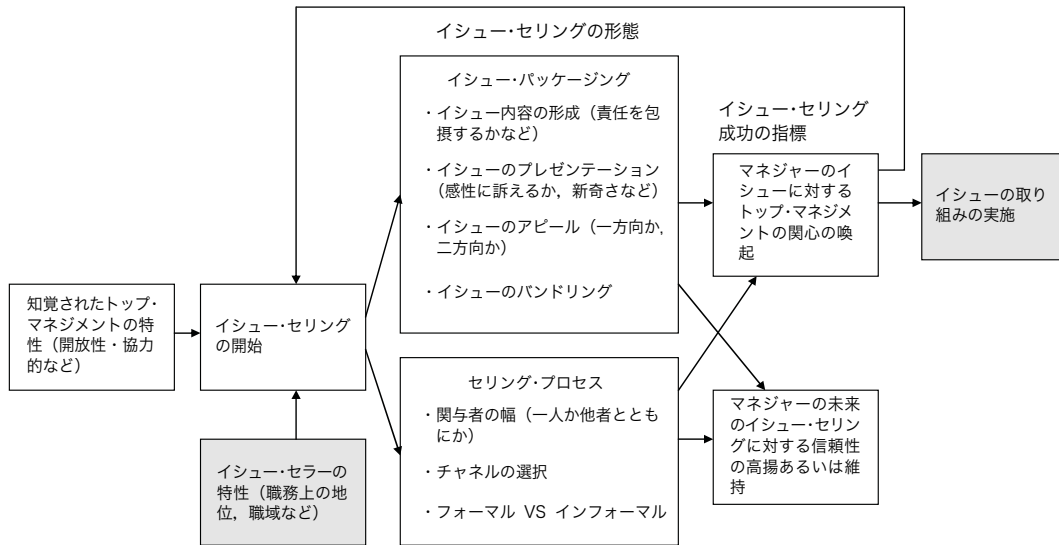 イシュー・セリングの形態
イシュー・パッケージング
・イシュー内容の形成（責任を包
摂するかなど）
・イシューのプレゼンテーション
（感性に訴えるか，新奇さなど）
・イシューのアピール（一方向か，
二方向か）
・イシューのバンドリング
イシュー・セリング
成功の指標
マネジャーのイ
シューに対する
トップ・マネジメ
ントの関心の喚
起
イシューの取り
組みの実施
知覚されたトップ・
マネジメントの特
性（開放性・協力
的など）
イシュー・セリング
の開始
セリング・プロセス
・関与者の幅（一人か他者ととも
にか）
・チャネルの選択
・フォーマル VS インフォーマル
マネジャーの未来
のイシュー・セリン
グに対する信頼性
の高揚あるいは維
持
イシュー・セラーの
特性（職務上の地
位，職域など）